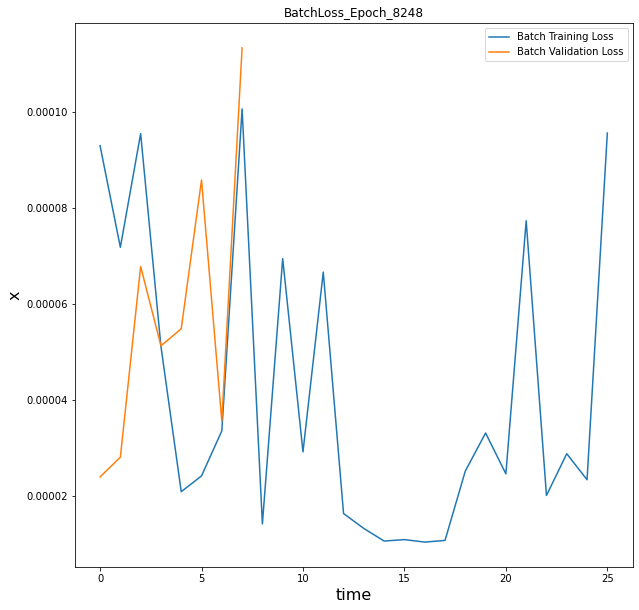 BatchLoss_Epoch_8248
Batch Training Loss
Batch Validation Loss
0.00010
0.00008
0.00006
0.00004
0.00002
x
0 5 10 15 20 25
time